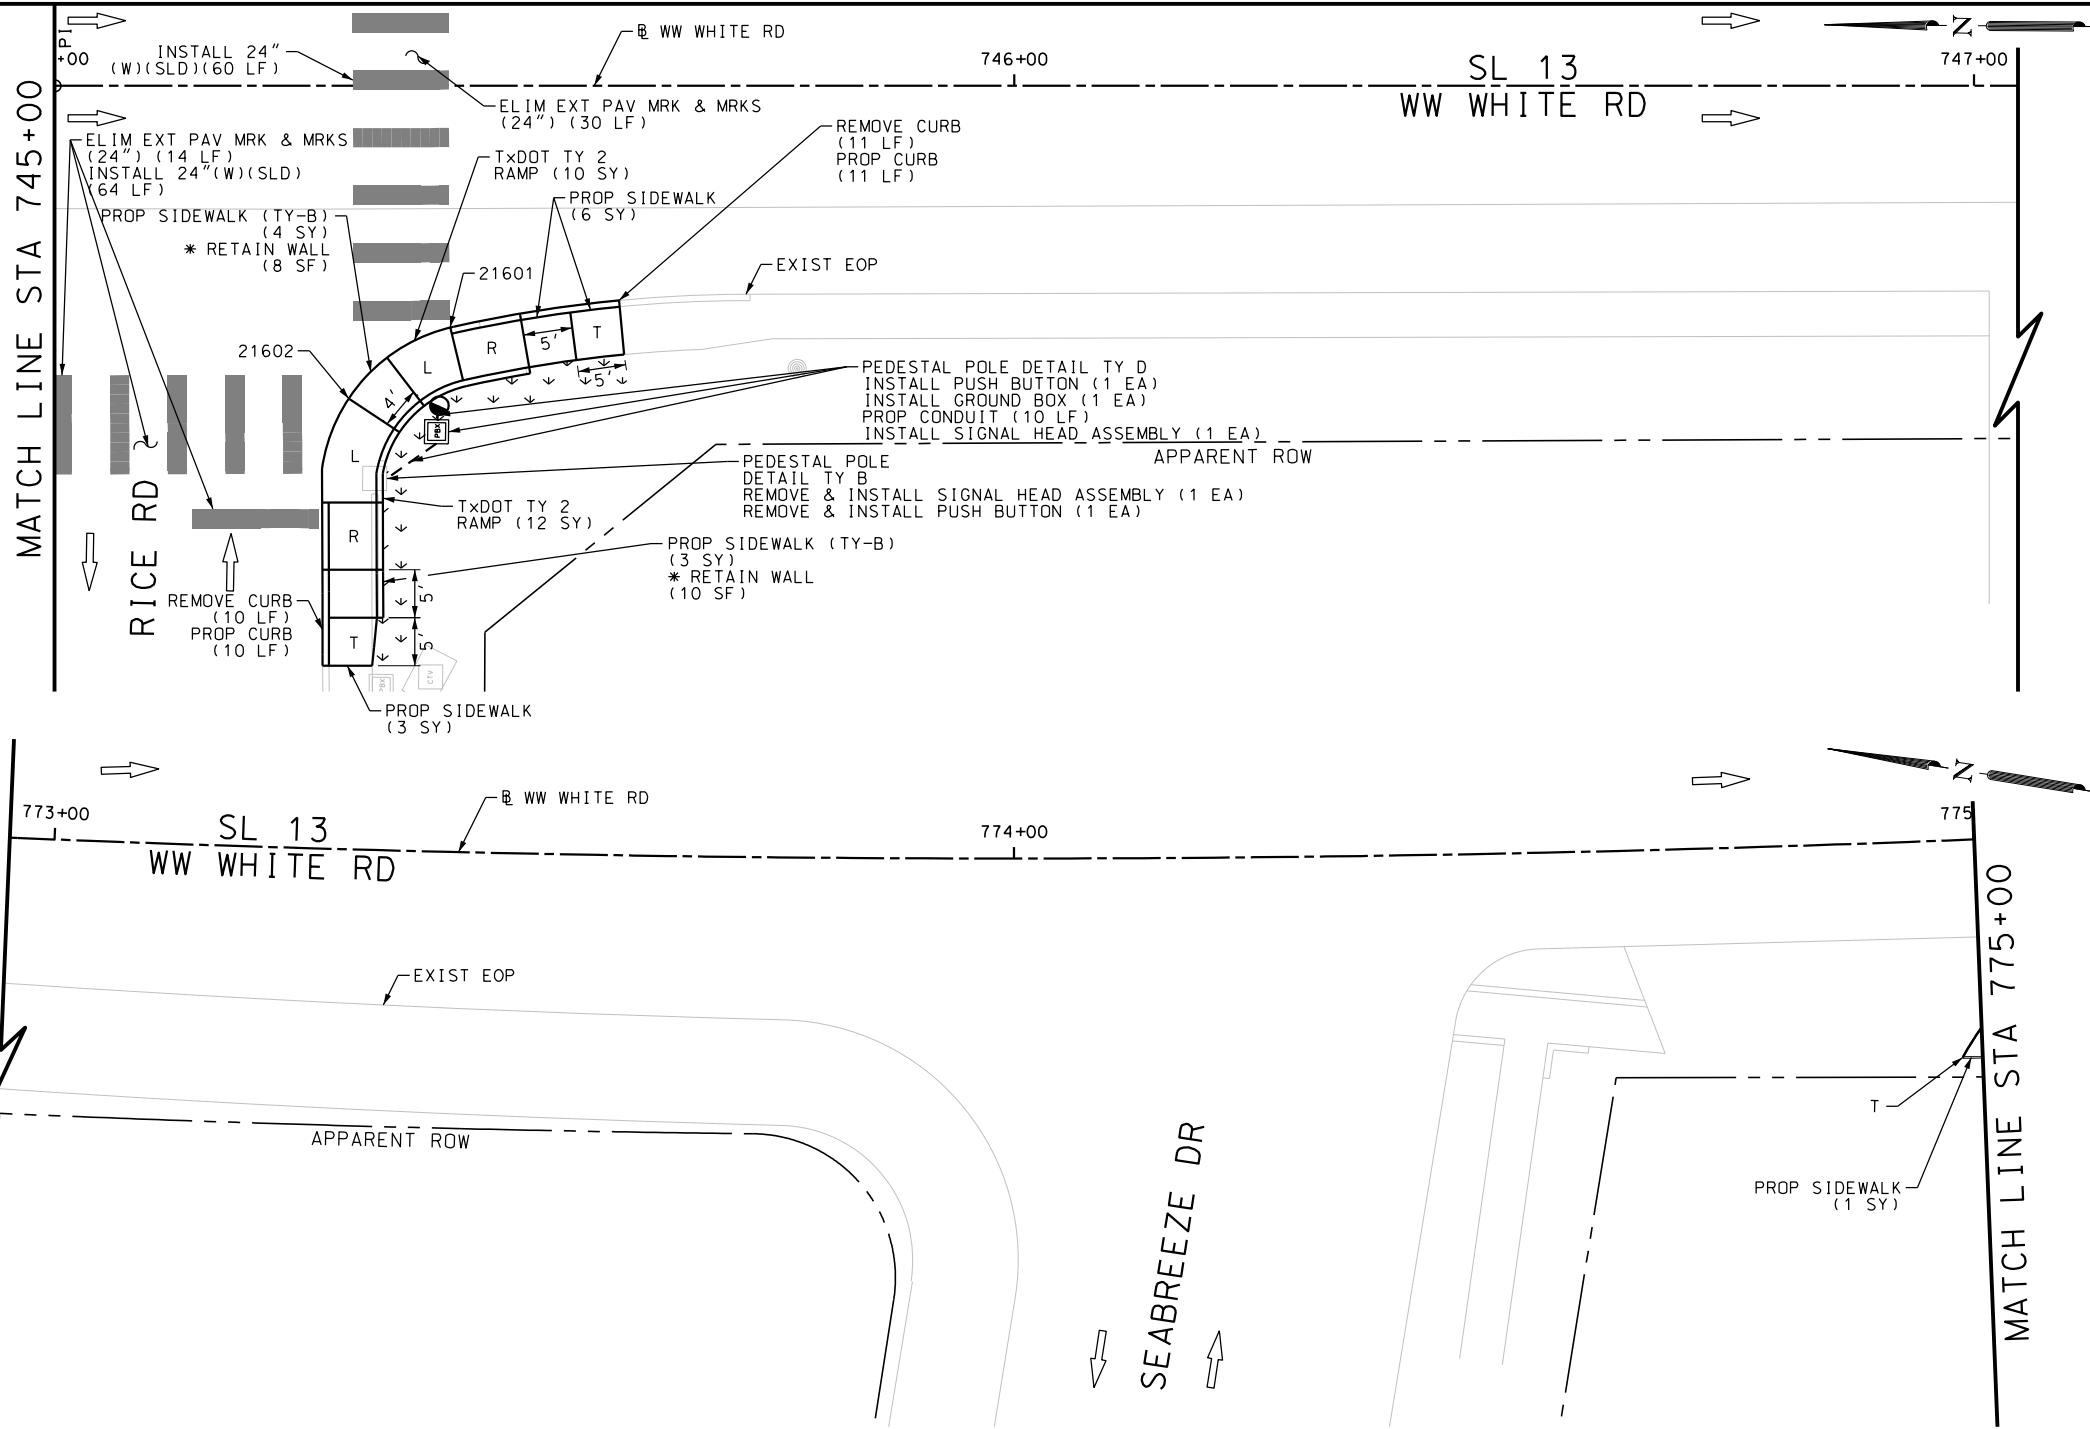 PI
+00
INSTALL 24"
(W)(SLD)(60 LF)
℄ WW WHITE RD
746+00
SL 13
WW WHITE RD
747+00
N
MATCH LINE STA 745+00
ELIM EXT PAV MRK & MRKS
(24") (30 LF)
ELIM EXT PAV MRK & MRKS
(24") (14 LF)
INSTALL 24"(W)(SLD)
(64 LF)
TxDOT TY 2
RAMP (10 SY)
REMOVE CURB
(11 LF)
PROP CURB
(11 LF)
PROP SIDEWALK
(6 SY)
PROP SIDEWALK (TY-B)
(4 SY)
* RETAIN WALL
(8 SF)
21601
EXIST EOP
21602
L
R
5'
T
5'
4'
PBX
PEDESTAL POLE DETAIL TY D
INSTALL PUSH BUTTON (1 EA)
INSTALL GROUND BOX (1 EA)
PROP CONDUIT (10 LF)
INSTALL SIGNAL HEAD ASSEMBLY (1 EA)
APPARENT ROW
L
PEDESTAL POLE
DETAIL TY B
REMOVE & INSTALL SIGNAL HEAD ASSEMBLY (1 EA)
REMOVE & INSTALL PUSH BUTTON (1 EA)
TxDOT TY 2
RAMP (12 SY)
R
PROP SIDEWALK (TY-B)
(3 SY)
* RETAIN WALL
(10 SF)
RICE RD
REMOVE CURB
(10 LF)
PROP CURB
(10 LF)
5'
5'
T
PBX
CTV
PROP SIDEWALK
(3 SY)
773+00
SL 13
WW WHITE RD
℄ WW WHITE RD
774+00
775
N
EXIST EOP
APPARENT ROW
SEABREEZE DR
T
PROP SIDEWALK
(1 SY)
MATCH LINE STA 775+00